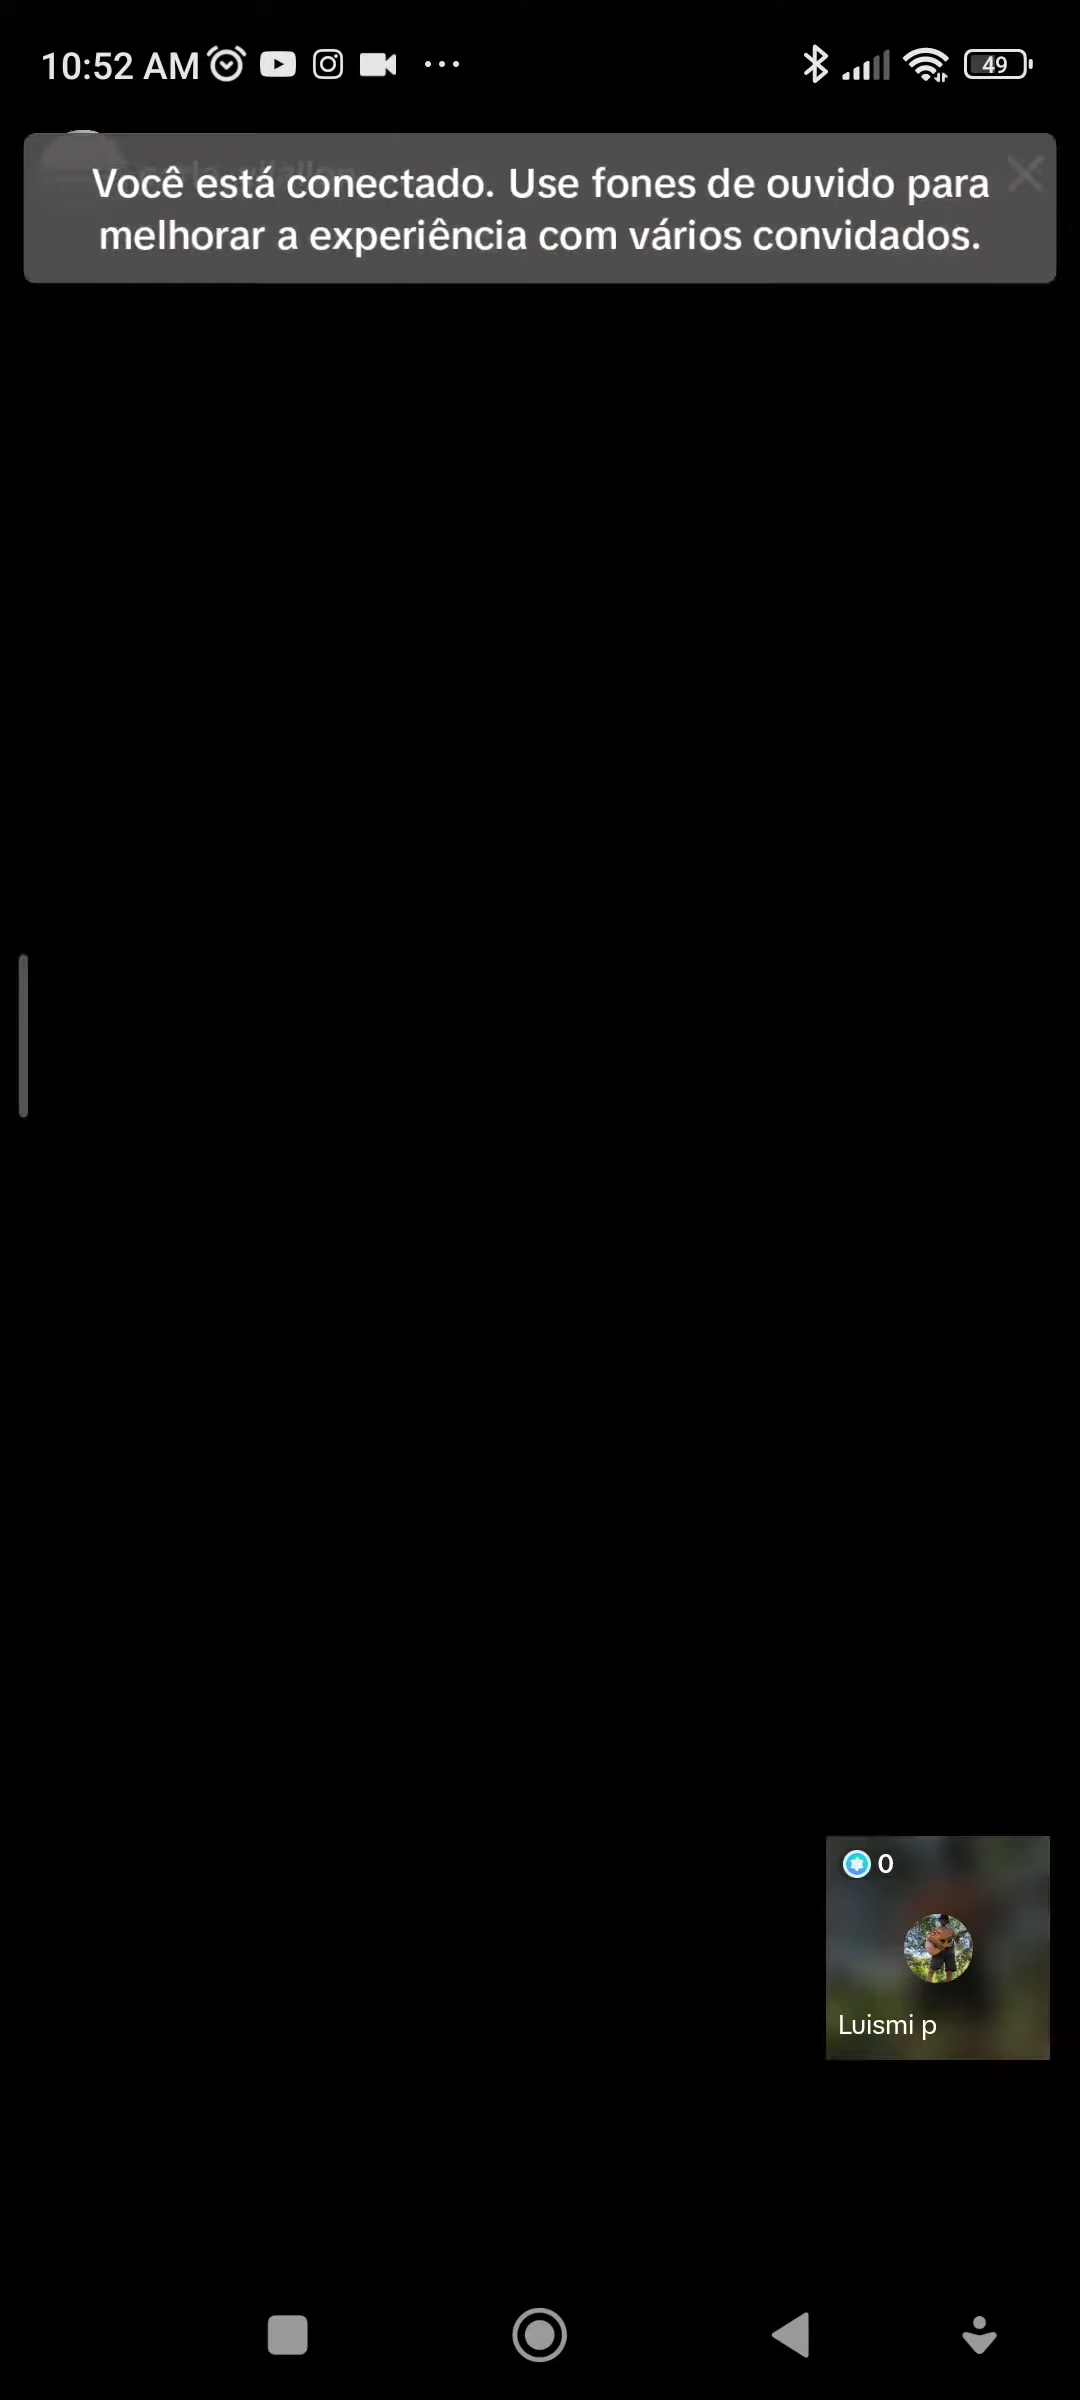 10:52 AM
49
Você está conectado. Use fones de ouvido para
melhorar a experiência com vários convidados.
0
Luismi p